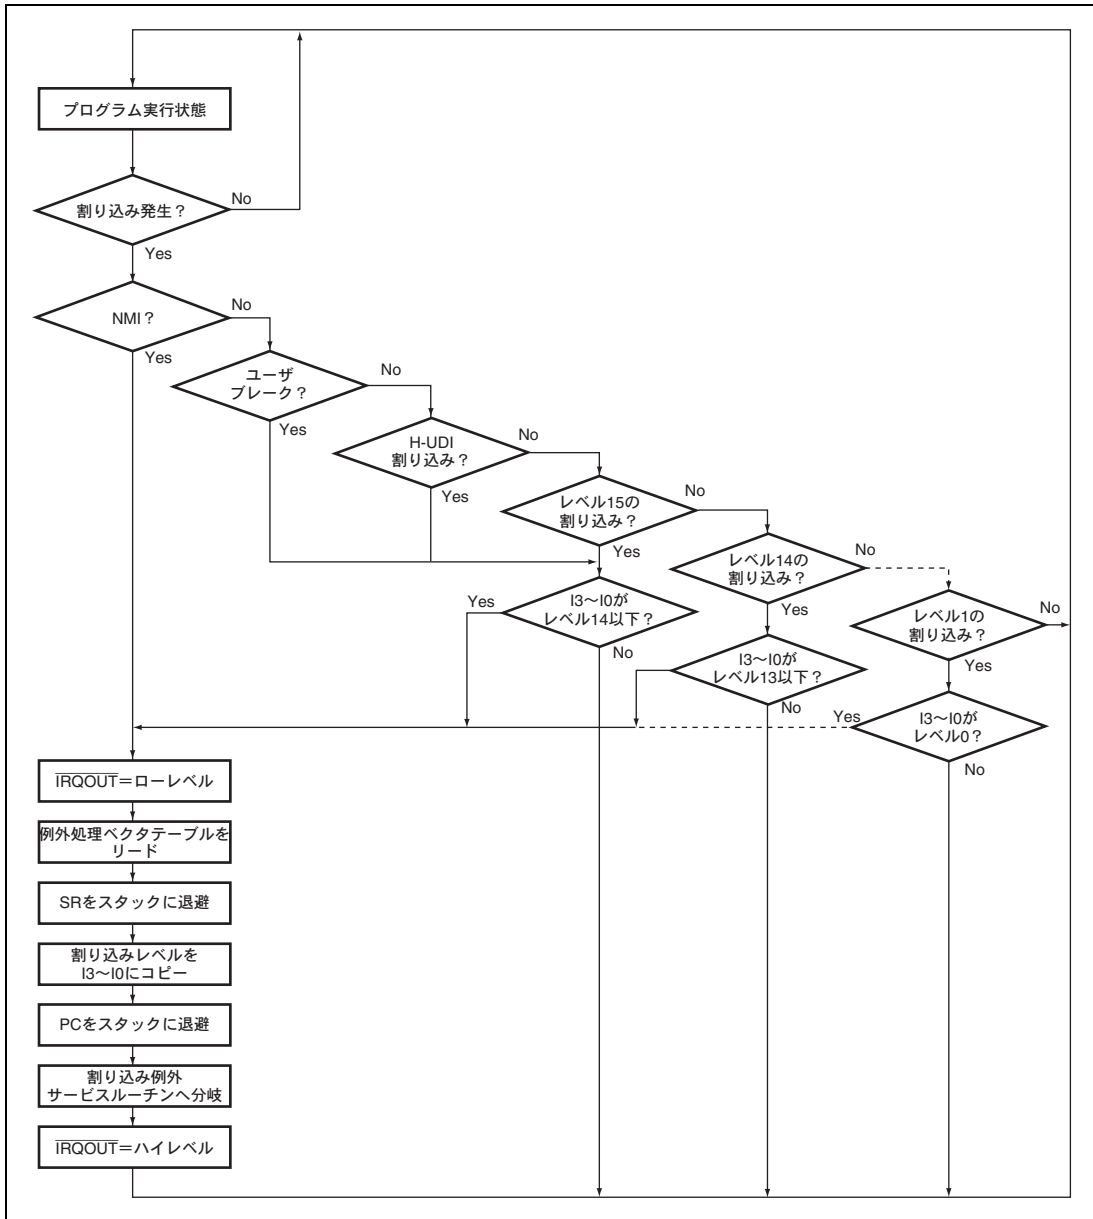 プログラム実行状態
割り込み発生？
No
Yes
NMI？
No
Yes
ユーザ
ブレーク？
No
Yes
H-UDI
割り込み？
No
Yes
レベル15の
割り込み？
No
Yes
レベル14の
割り込み？
No
Yes
レベル1の
割り込み？
No
Yes
I3～I0が
レベル14以下？
Yes
No
I3～I0が
レベル13以下？
No
I3～I0が
レベル0？
Yes
No
IRQOUT＝ローレベル
例外処理ベクタテーブルを
リード
SRをスタックに退避
割り込みレベルを
I3～I0にコピー
PCをスタックに退避
割り込み例外
サービスルーチンへ分岐
IRQOUT＝ハイレベル